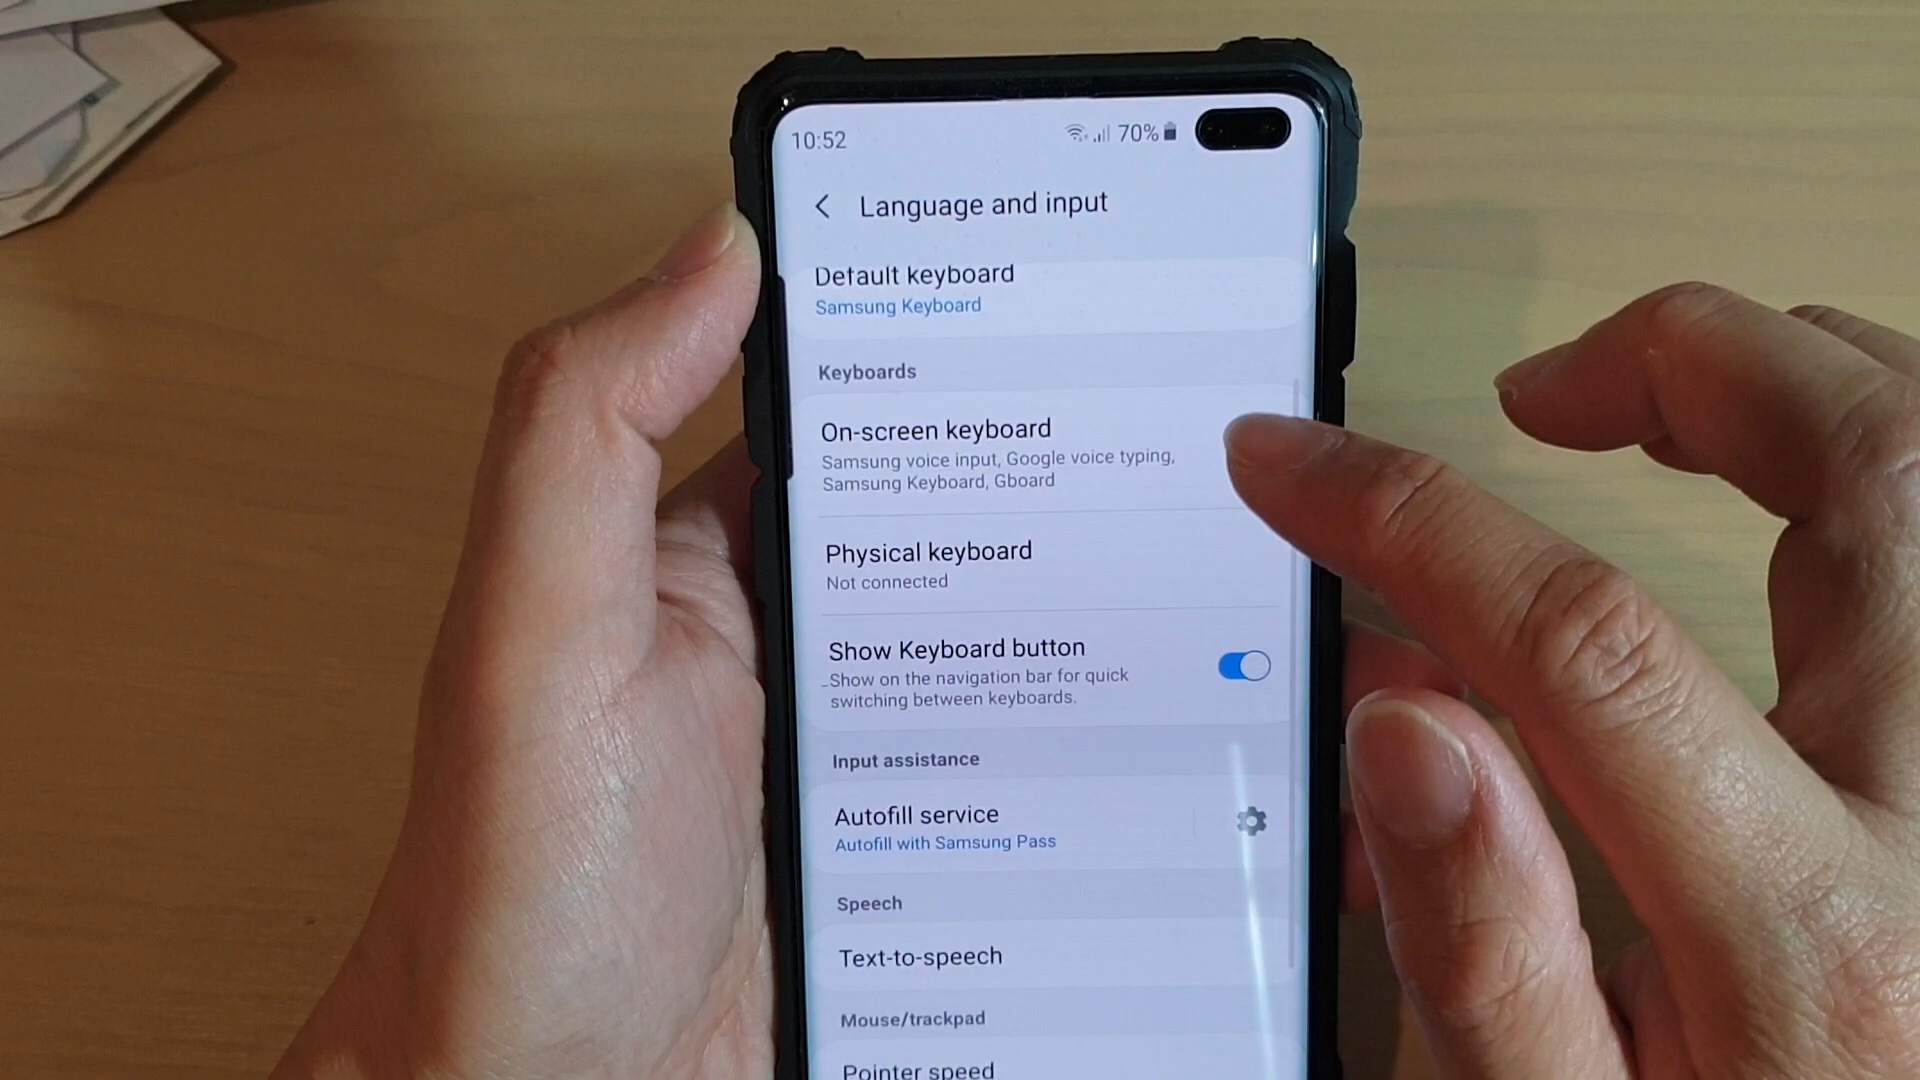 10:52
70%
Language and input
Default keyboard
Samsung Keyboard
Keyboards
On-screen keyboard
Samsung voice input, Google voice typing,
Samsung Keyboard, Gboard
Physical keyboard
Not connected
Show Keyboard button
Show on the navigation bar for quick
switching between keyboards.
Input assistance
Autofill service
Autofill with Samsung Pass
Speech
Text-to-speech
Mouse/trackpad
Pointer speed